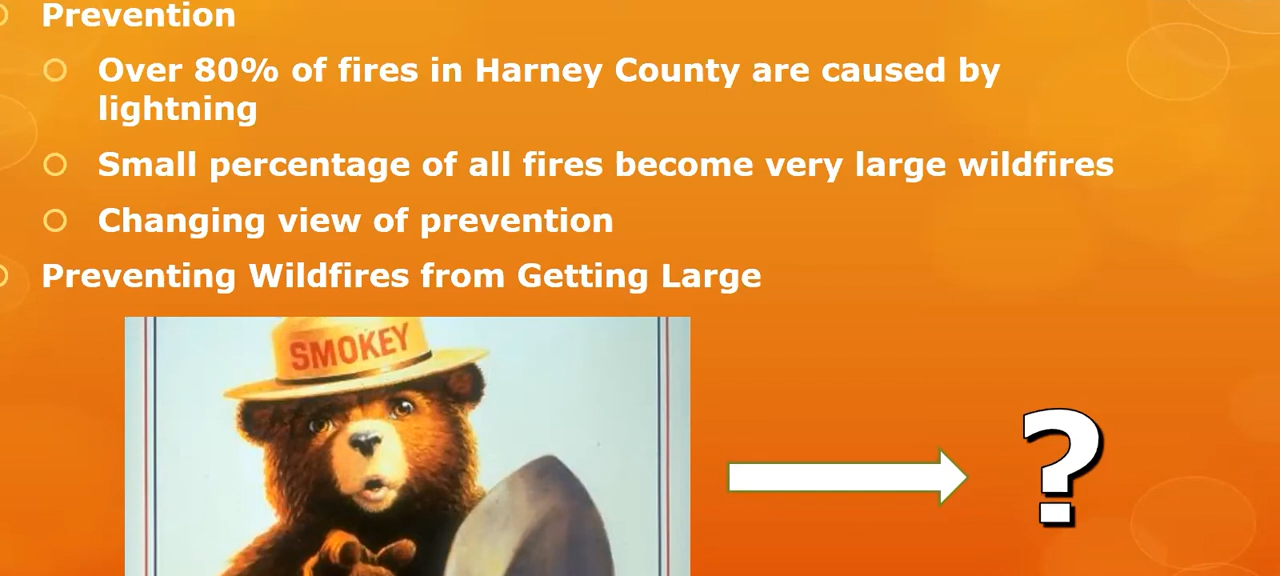 Prevention
Over 80% of fires in Harney County are caused by
lightning
Small percentage of all fires become very large wildfires
Changing view of prevention
Preventing Wildfires from Getting Large
SMOKEY
?